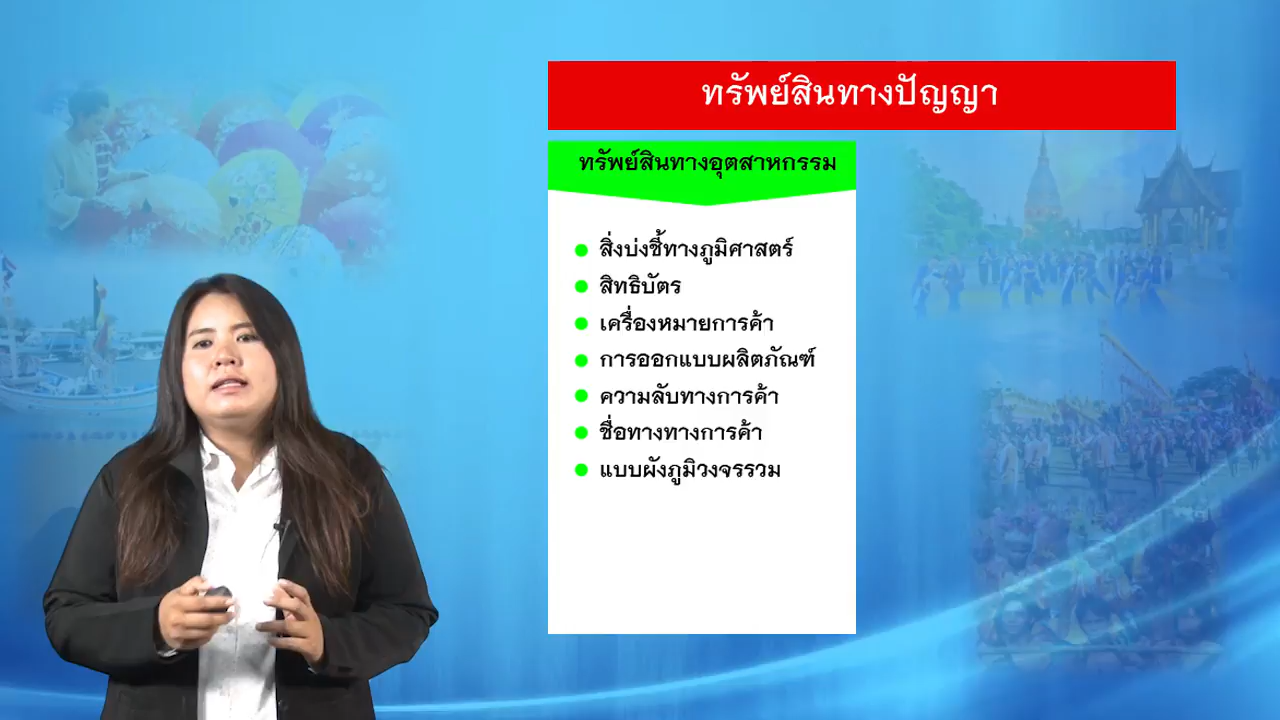 ทรัพย์สินทางปัญญา
ทรัพย์สินทางอุตสาหกรรม
สิ่งบ่งชี้ทางภูมิศาสตร์
สิทธิบัตร
เครื่องหมายการค้า
การออกแบบผลิตภัณฑ์
ความลับทางการค้า
ชื่อทางทางการค้า
แบบผังภูมิวงจรรวม